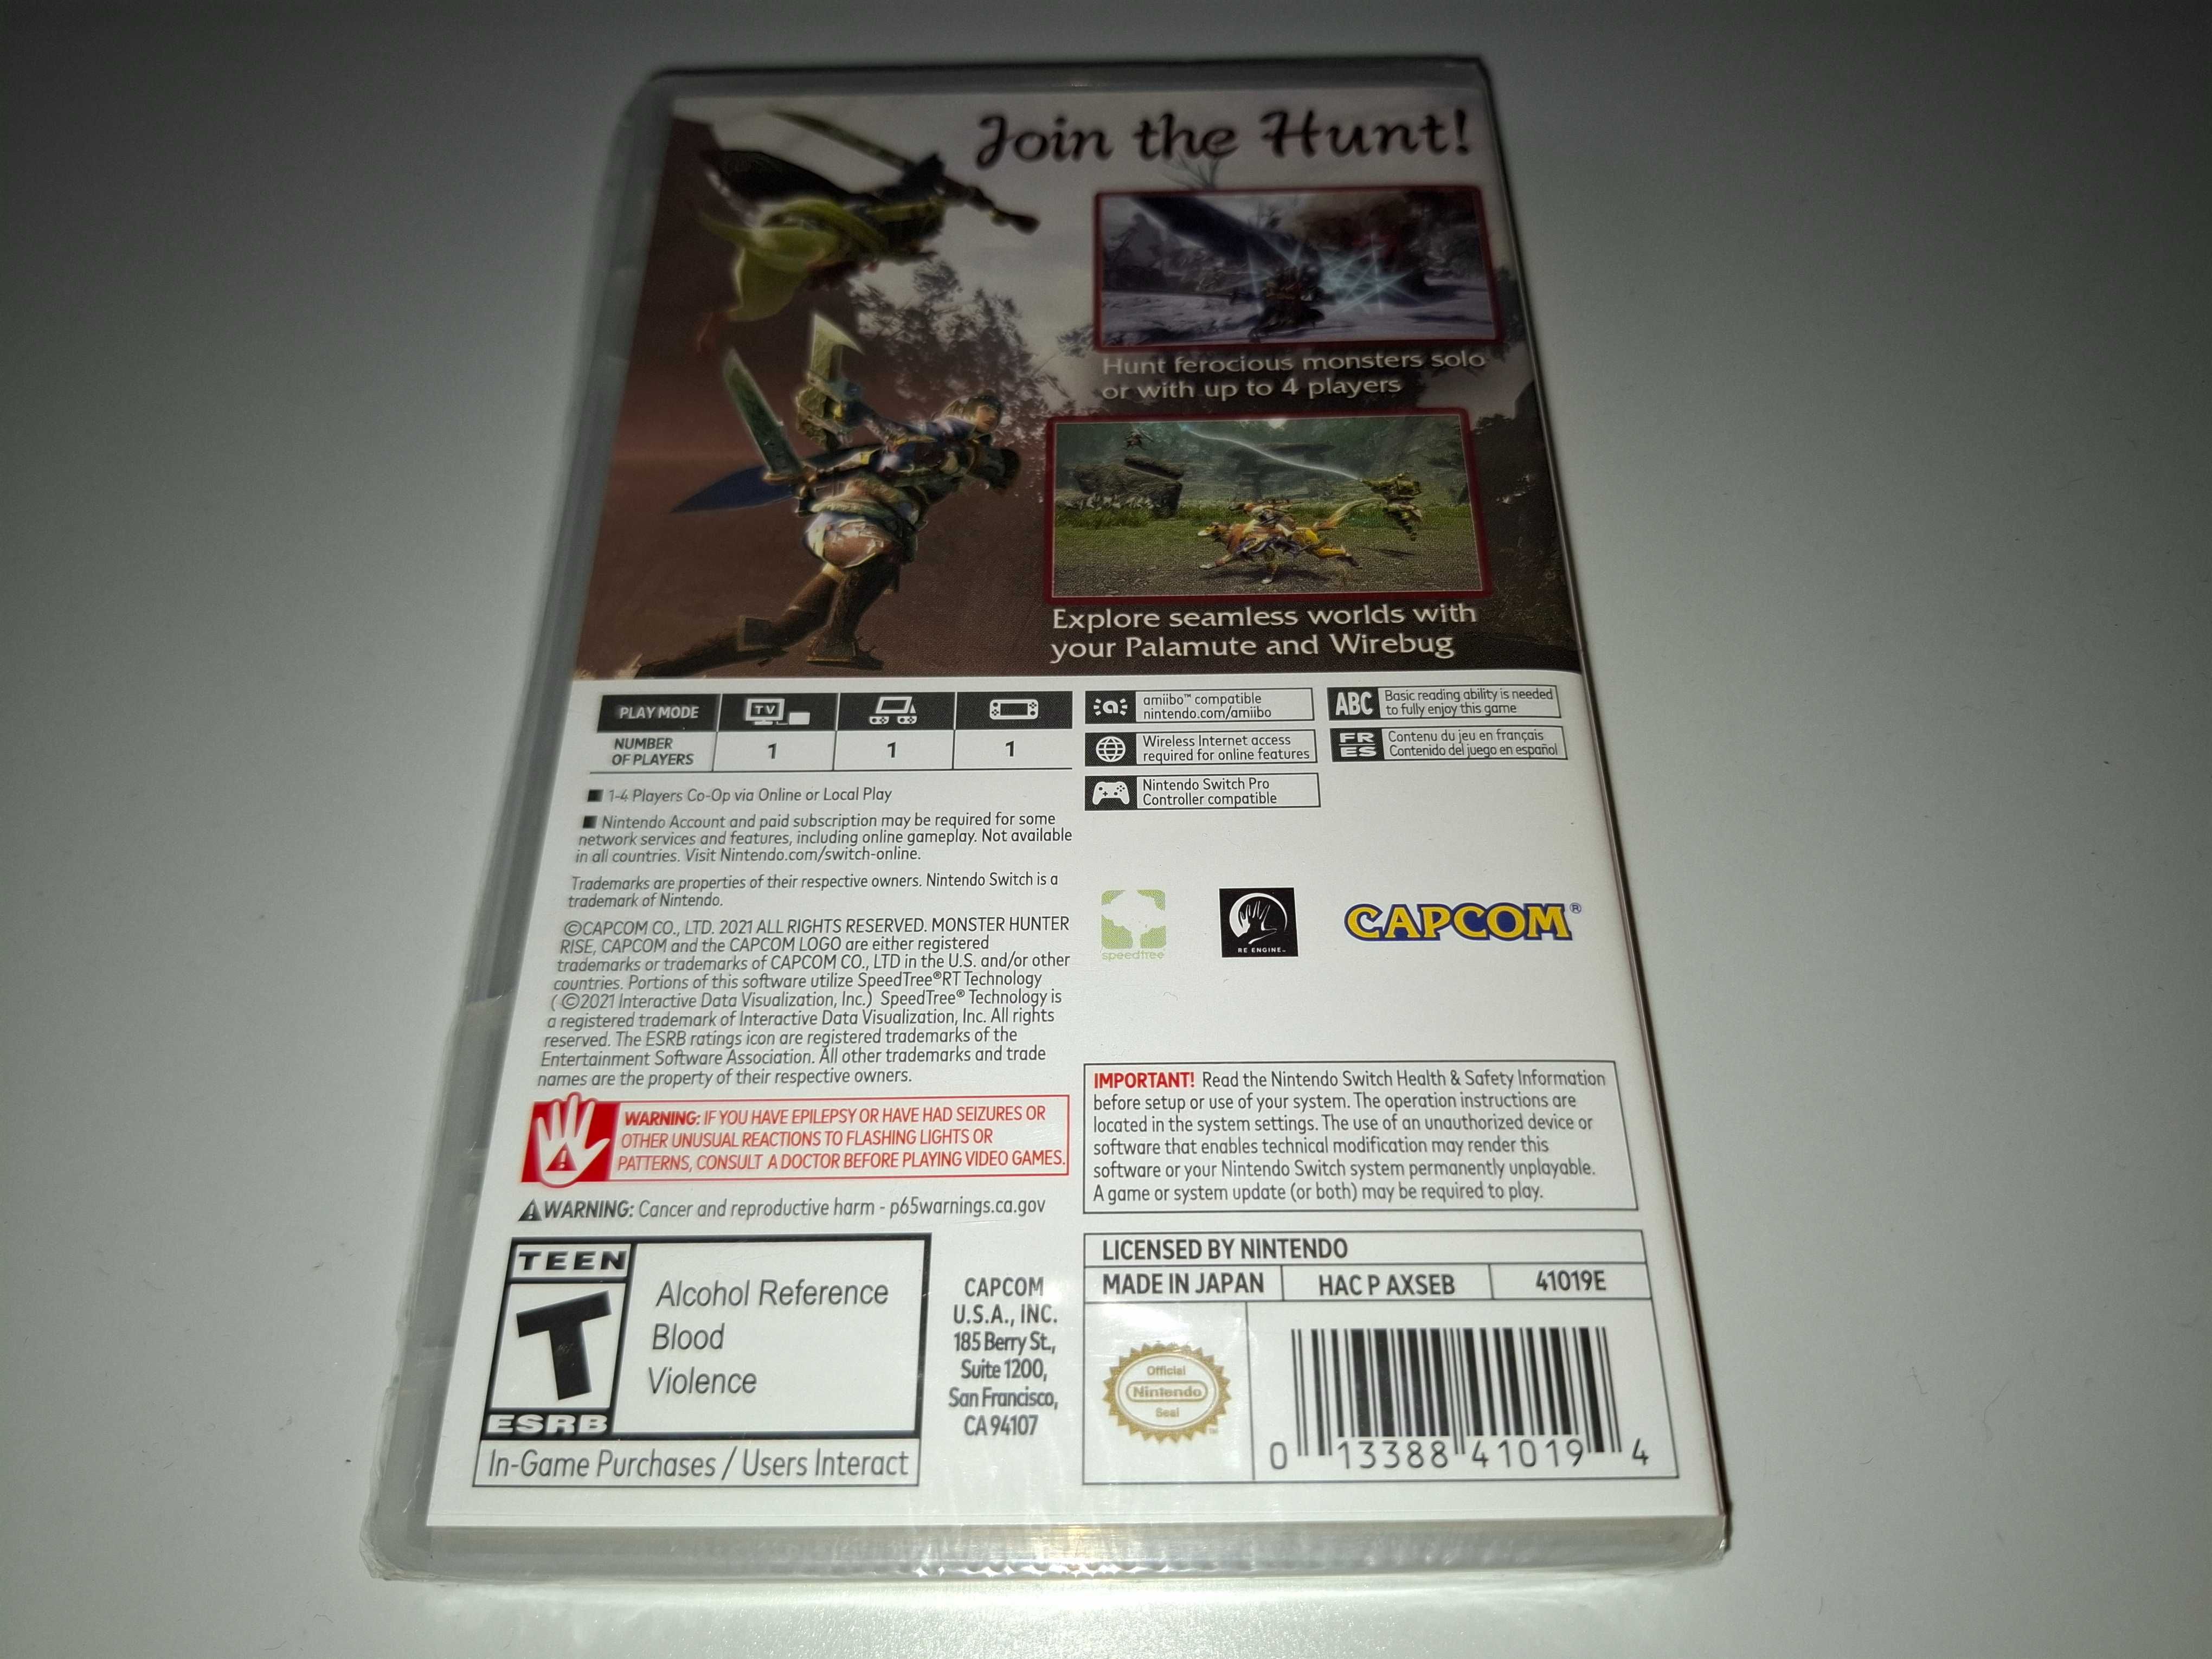 Join the Hunt!
Hunt ferocious monsters solo
or with up to 4 players
Explore seamless worlds with
your Palamute and Wirebug
PLAY MODE
TV
NUMBER
OF PLAYERS
1
1
1
amiibo™ compatible
nintendo.com/amiibo
ABC
Basic reading ability is needed
to fully enjoy this game
Wireless Internet access
required for online features
FR
ES
Contenu du jeu en français
Contenido del juego en español
Nintendo Switch Pro
Controller compatible
■ 1-4 Players Co-Op via Online or Local Play
■ Nintendo Account and paid subscription may be required for some
network services and features, including online gameplay. Not available
in all countries. Visit Nintendo.com/switch-online.
Trademarks are properties of their respective owners. Nintendo Switch is a
trademark of Nintendo.
©CAPCOM CO., LTD. 2021 ALL RIGHTS RESERVED. MONSTER HUNTER
RISE, CAPCOM and the CAPCOM LOGO are either registered
trademarks or trademarks of CAPCOM CO., LTD in the U.S. and/or other
countries. Portions of this software utilize SpeedTree®RT Technology
(©2021 Interactive Data Visualization, Inc.) SpeedTree® Technology is
a registered trademark of Interactive Data Visualization, Inc. All rights
reserved. The ESRB ratings icon are registered trademarks of the
Entertainment Software Association. All other trademarks and trade
names are the property of their respective owners.
speedtree
RE ENGINE™
CAPCOM®
WARNING: IF YOU HAVE EPILEPSY OR HAVE HAD SEIZURES OR
OTHER UNUSUAL REACTIONS TO FLASHING LIGHTS OR
PATTERNS, CONSULT A DOCTOR BEFORE PLAYING VIDEO GAMES.
WARNING: Cancer and reproductive harm - p65warnings.ca.gov
IMPORTANT! Read the Nintendo Switch Health & Safety Information
before setup or use of your system. The operation instructions are
located in the system settings. The use of an unauthorized device or
software that enables technical modification may render this
software or your Nintendo Switch system permanently unplayable.
A game or system update (or both) may be required to play.
TEEN
T
ESRB
Alcohol Reference
Blood
Violence
In-Game Purchases / Users Interact
CAPCOM
U.S.A., INC.
185 Berry St.,
Suite 1200,
San Francisco,
CA 94107
LICENSED BY NINTENDO
MADE IN JAPAN
HAC P AXSEB
41019E
Official
Nintendo
Seal
™
0 13388 41019 4